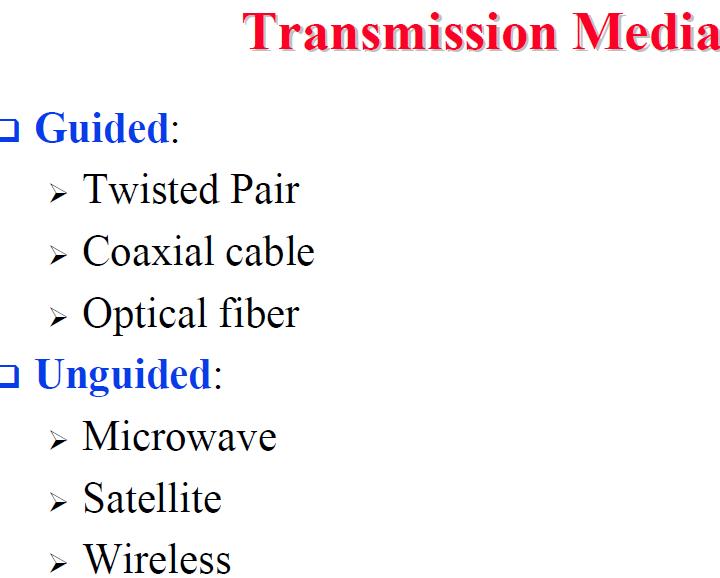 Transmission Media
❑ Guided:
➢ Twisted Pair
➢ Coaxial cable
➢ Optical fiber
❑ Unguided:
➢ Microwave
➢ Satellite
➢ Wireless